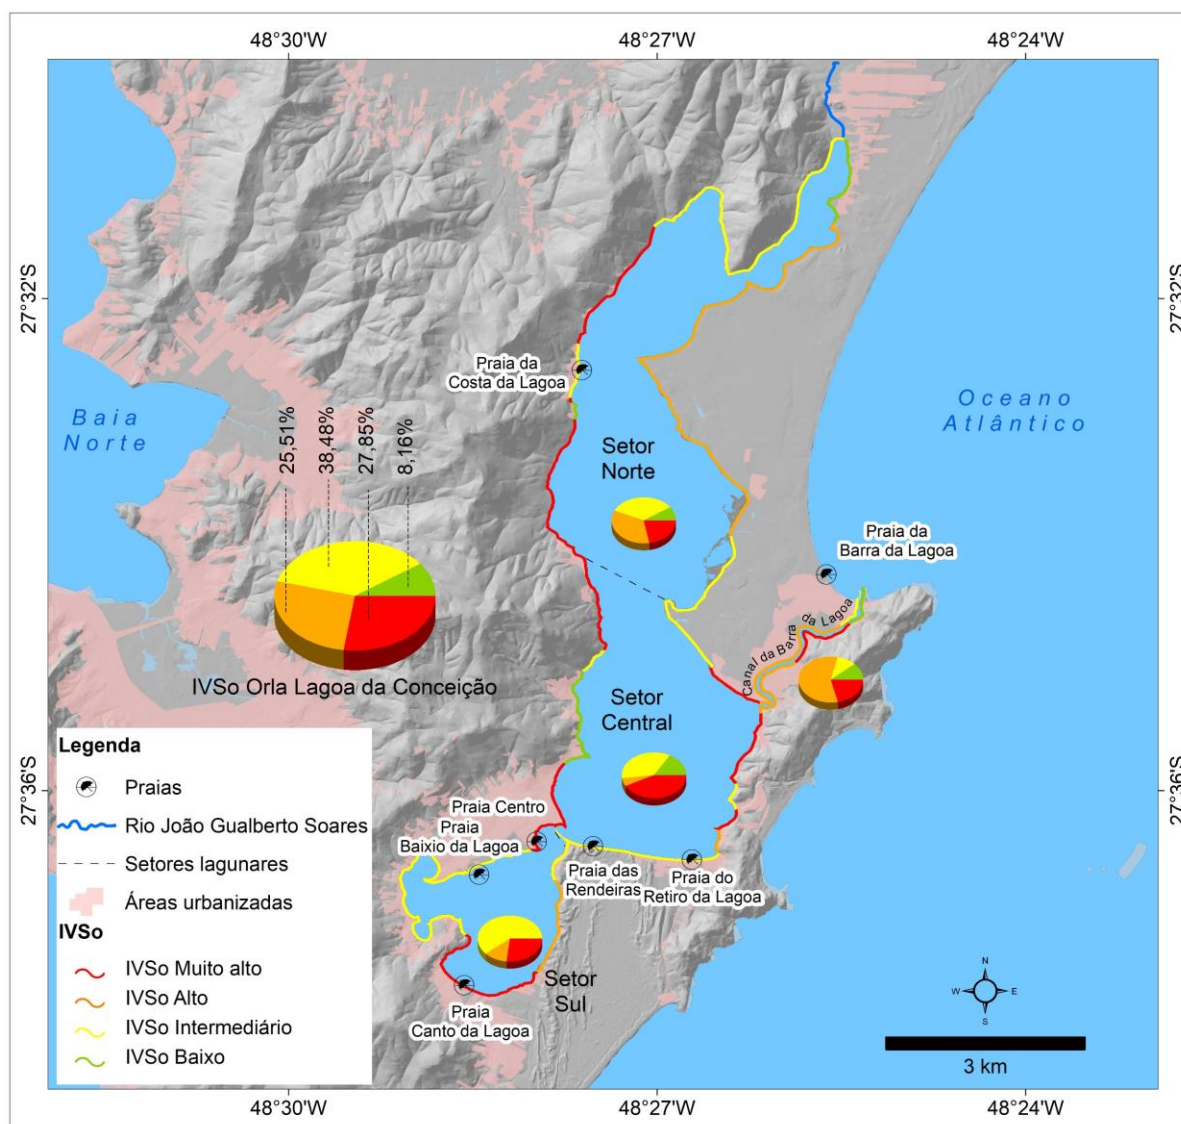 48°30'W
48°27'W
48°24'W
27°32'S
27°32'S
Praia da
Costa da Lagoa
Baia
Norte
Oceano
Atlântico
25,51%
38,48%
27,85%
8,16%
Setor
Norte
Praia da
Barra da Lagoa
Canal da Barra da Lagoa
IVSo Orla Lagoa da Conceição
Setor
Central
27°36'S
27°36'S
Legenda
Praias
Rio João Gualberto Soares
Setores lagunares
Áreas urbanizadas
IVSo
IVSo Muito alto
IVSo Alto
IVSo Intermediário
IVSo Baixo
Praia Centro
Praia
Baixio da Lagoa
Praia das
Rendeiras
Praia do
Retiro da Lagoa
Setor
Sul
Praia
Canto da Lagoa
N
W
E
S
3 km
48°30'W
48°27'W
48°24'W